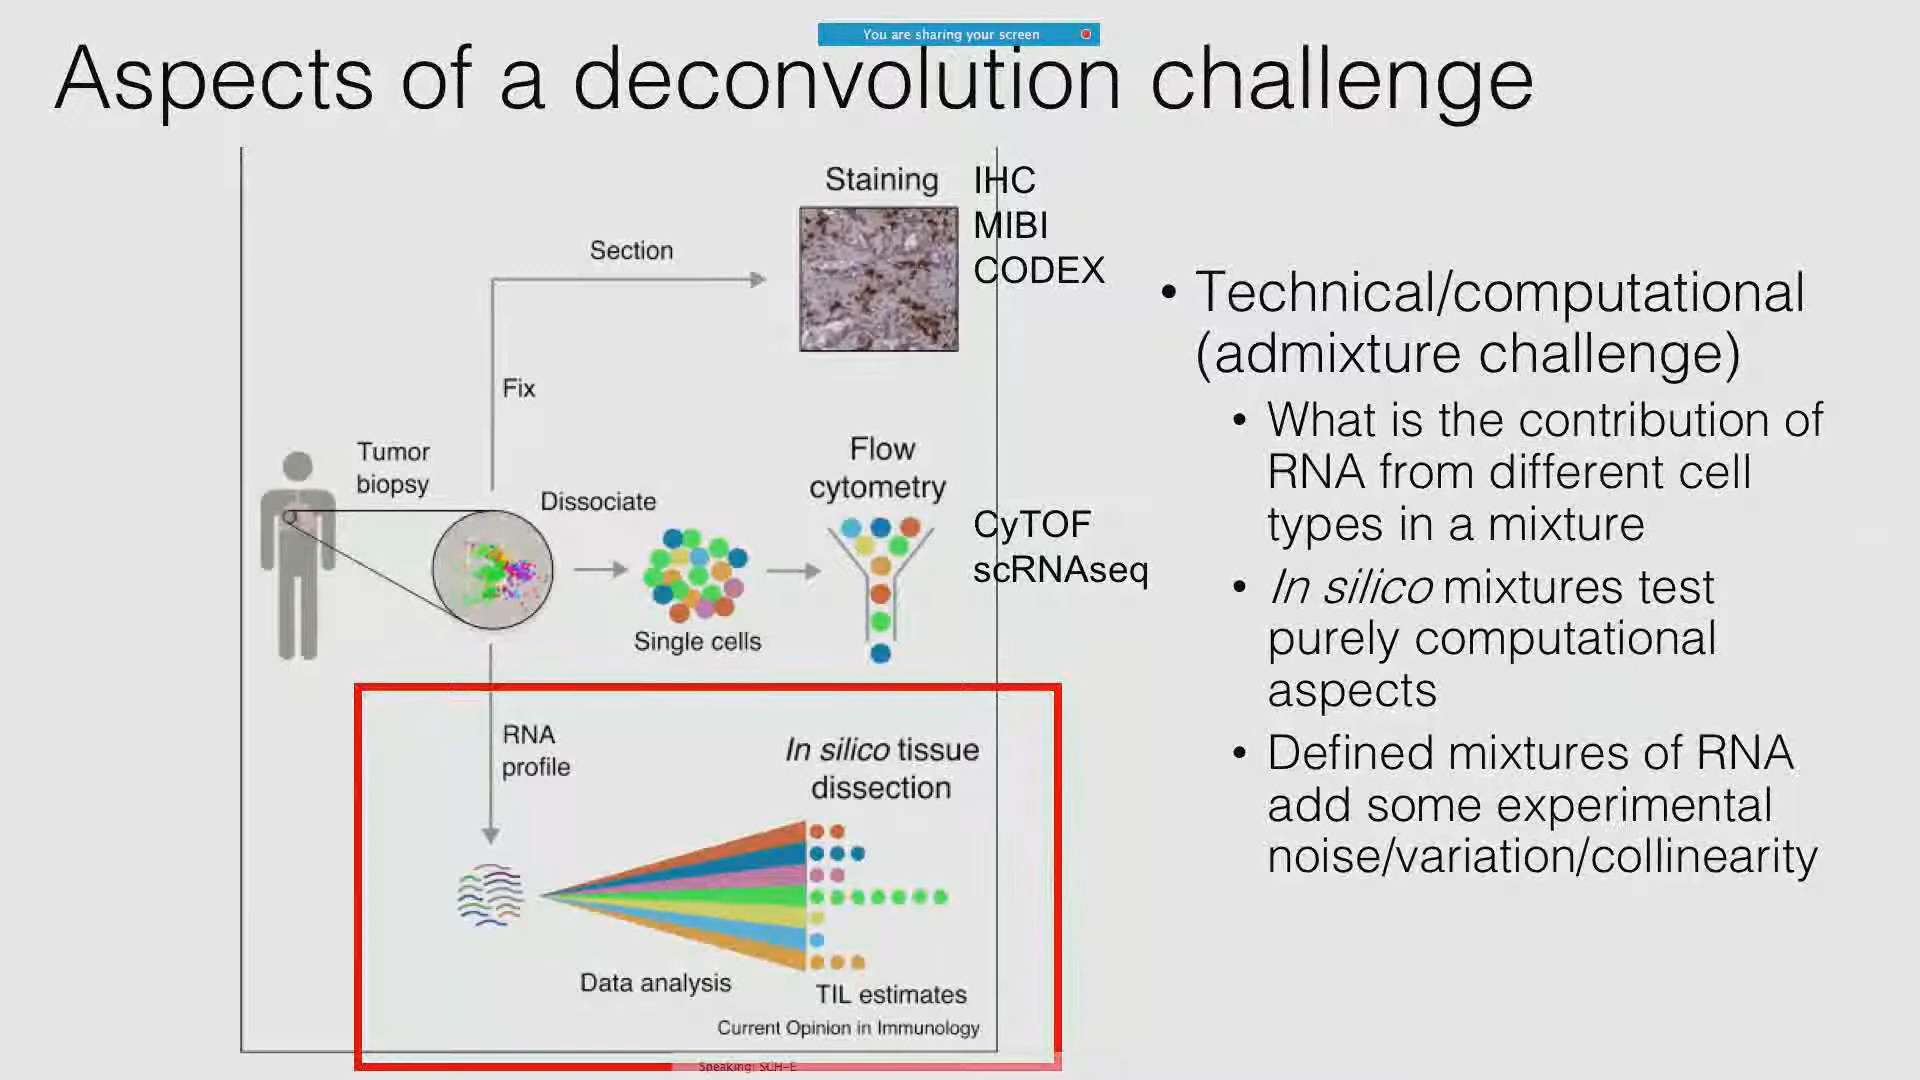 You are sharing your screen
Aspects of a deconvolution challenge
Staining
IHC
MIBI
CODEX
Section
Fix
Tumor
biopsy
Dissociate
Single cells
Flow
cytometry
CyTOF
scRNAseq
RNA
profile
In silico tissue
dissection
Data analysis
TIL estimates
Current Opinion in Immunology
• Technical/computational
(admixture challenge)
• What is the contribution of
RNA from different cell
types in a mixture
• In silico mixtures test
purely computational
aspects
• Defined mixtures of RNA
add some experimental
noise/variation/collinearity
Speaking: SCH-E